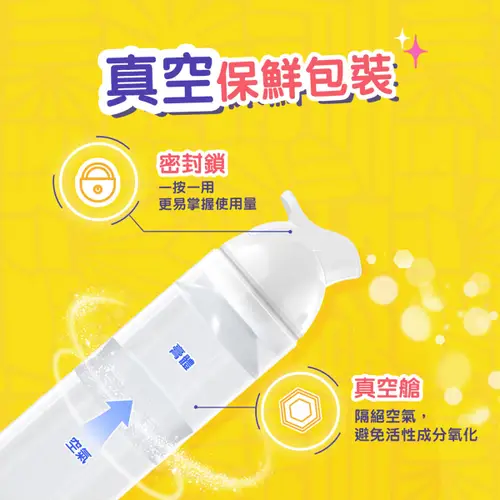 真空保鮮包裝
密封鎖
一按一用
更易掌握使用量
膏體
空氣
真空艙
隔絕空氣，
避免活性成分氧化